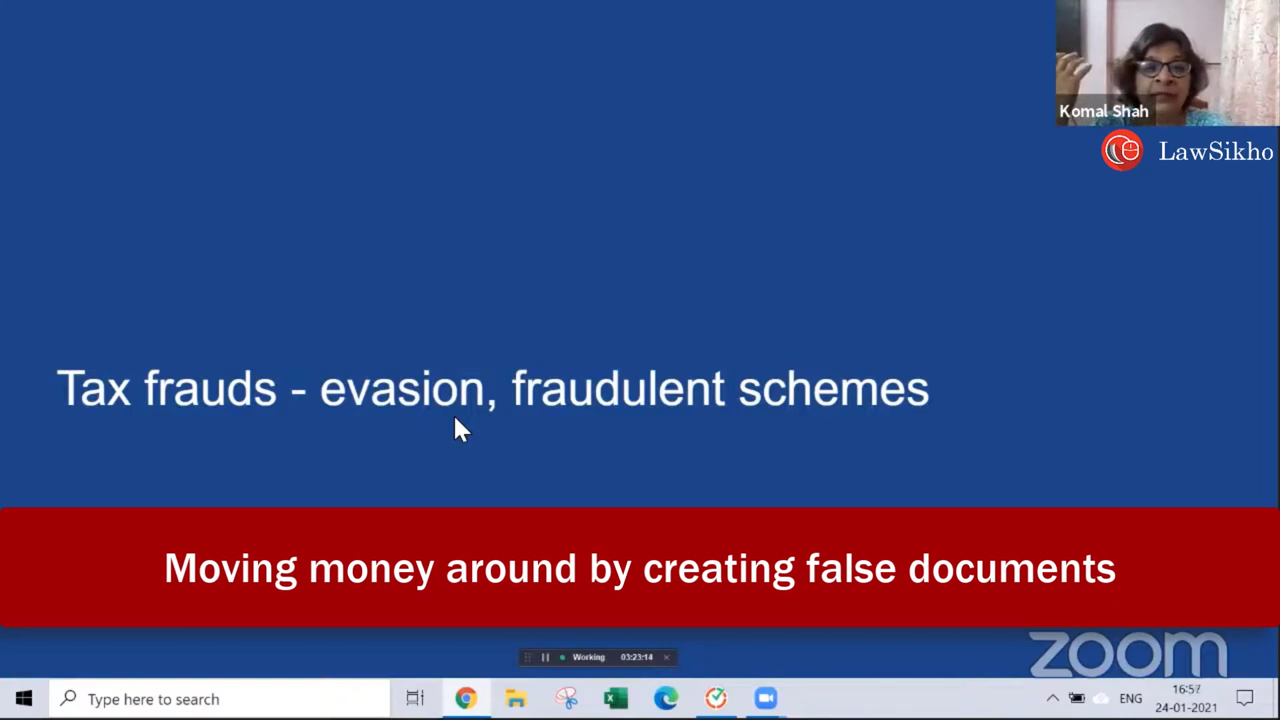 Komal Shah
LawSikho
Tax frauds - evasion, fraudulent schemes
Moving money around by creating false documents
zoom
Working 03:23:14
Type here to search
ENG
16:57
24-01-2021